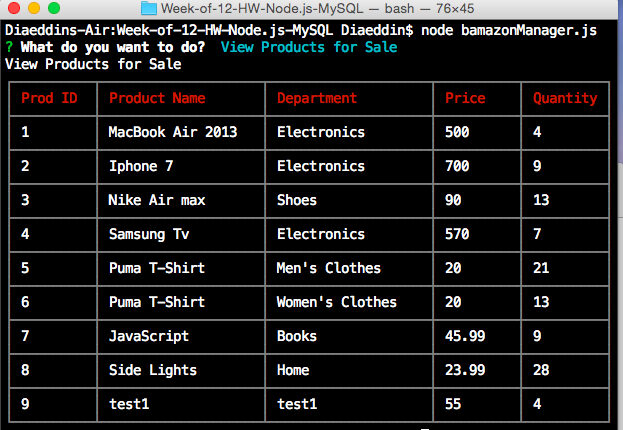 Week-of-12-HW-Node.js-MySQL — bash — 76×45
Diaeddins-Air:Week-of-12-HW-Node.js-MySQL Diaeddin$ node bamazonManager.js
? What do you want to do? View Products for Sale
View Products for Sale
Prod ID Product Name Department Price Quantity
1 MacBook Air 2013 Electronics 500 4
2 Iphone 7 Electronics 700 9
3 Nike Air max Shoes 90 13
4 Samsung Tv Electronics 570 7
5 Puma T-Shirt Men's Clothes 20 21
6 Puma T-Shirt Women's Clothes 20 13
7 JavaScript Books 45.99 9
8 Side Lights Home 23.99 28
9 test1 test1 55 4